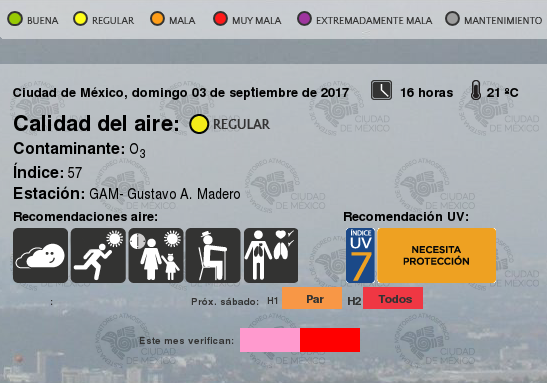 BUENA REGULAR MALA MUY MALA EXTREMADAMENTE MALA MANTENIMIENTO
Ciudad de México, domingo 03 de septiembre de 2017 16 horas 21 ºC
Calidad del aire: REGULAR
Contaminante: O3
Índice: 57
Estación: GAM- Gustavo A. Madero
Recomendaciones aire: Recomendación UV:
ÍNDICE
UV
7
NECESITA
PROTECCIÓN
: Próx. sábado: H1 Par H2 Todos
Este mes verifican: